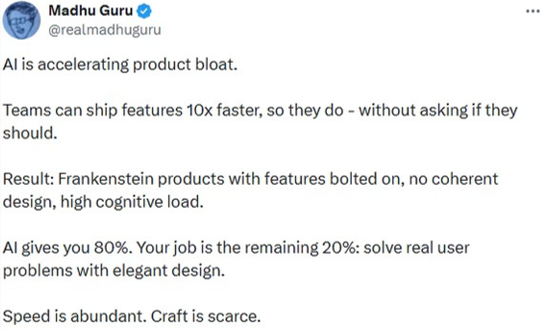 Madhu Guru
@realmadhuguru
AI is accelerating product bloat.
Teams can ship features 10x faster, so they do - without asking if they
should.
Result: Frankenstein products with features bolted on, no coherent
design, high cognitive load.
AI gives you 80%. Your job is the remaining 20%: solve real user
problems with elegant design.
Speed is abundant. Craft is scarce.